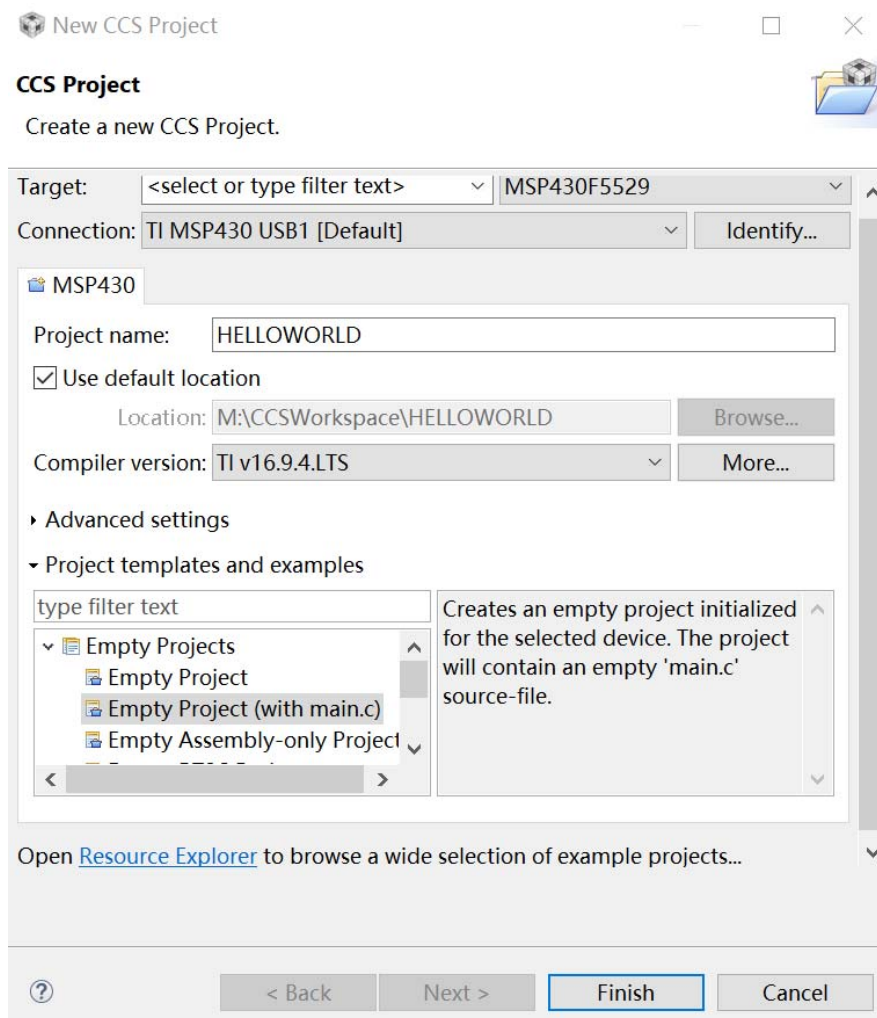 New CCS Project
CCS Project
Create a new CCS Project.
Target: <select or type filter text> MSP430F5529
Connection: TI MSP430 USB1 [Default] Identify...
MSP430
Project name: HELLOWORLD
Use default location
Location: M:\CCSWorkspace\HELLOWORLD Browse...
Compiler version: TI v16.9.4.LTS More...
Advanced settings
Project templates and examples
type filter text
Empty Projects
Empty Project
Empty Project (with main.c)
Empty Assembly-only Project
Creates an empty project initialized
for the selected device. The project
will contain an empty 'main.c'
source-file.
Open Resource Explorer to browse a wide selection of example projects...
< Back Next > Finish Cancel